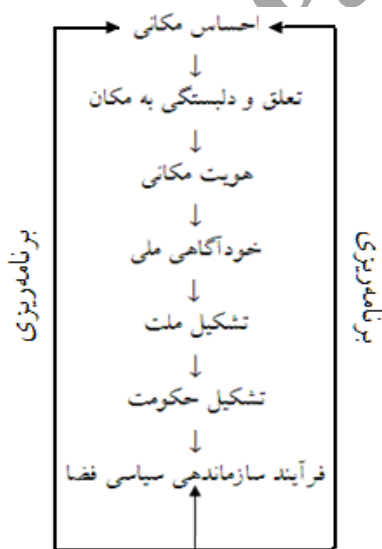 احساس مکانی
تعلق و دلبستگی به مکان
هویت مکانی
خودآگاهی ملی
تشکیل ملت
تشکیل حکومت
فرآیند سازماندهی سیاسی فضا
برنامه‌ریزی
برنامه‌ریزی